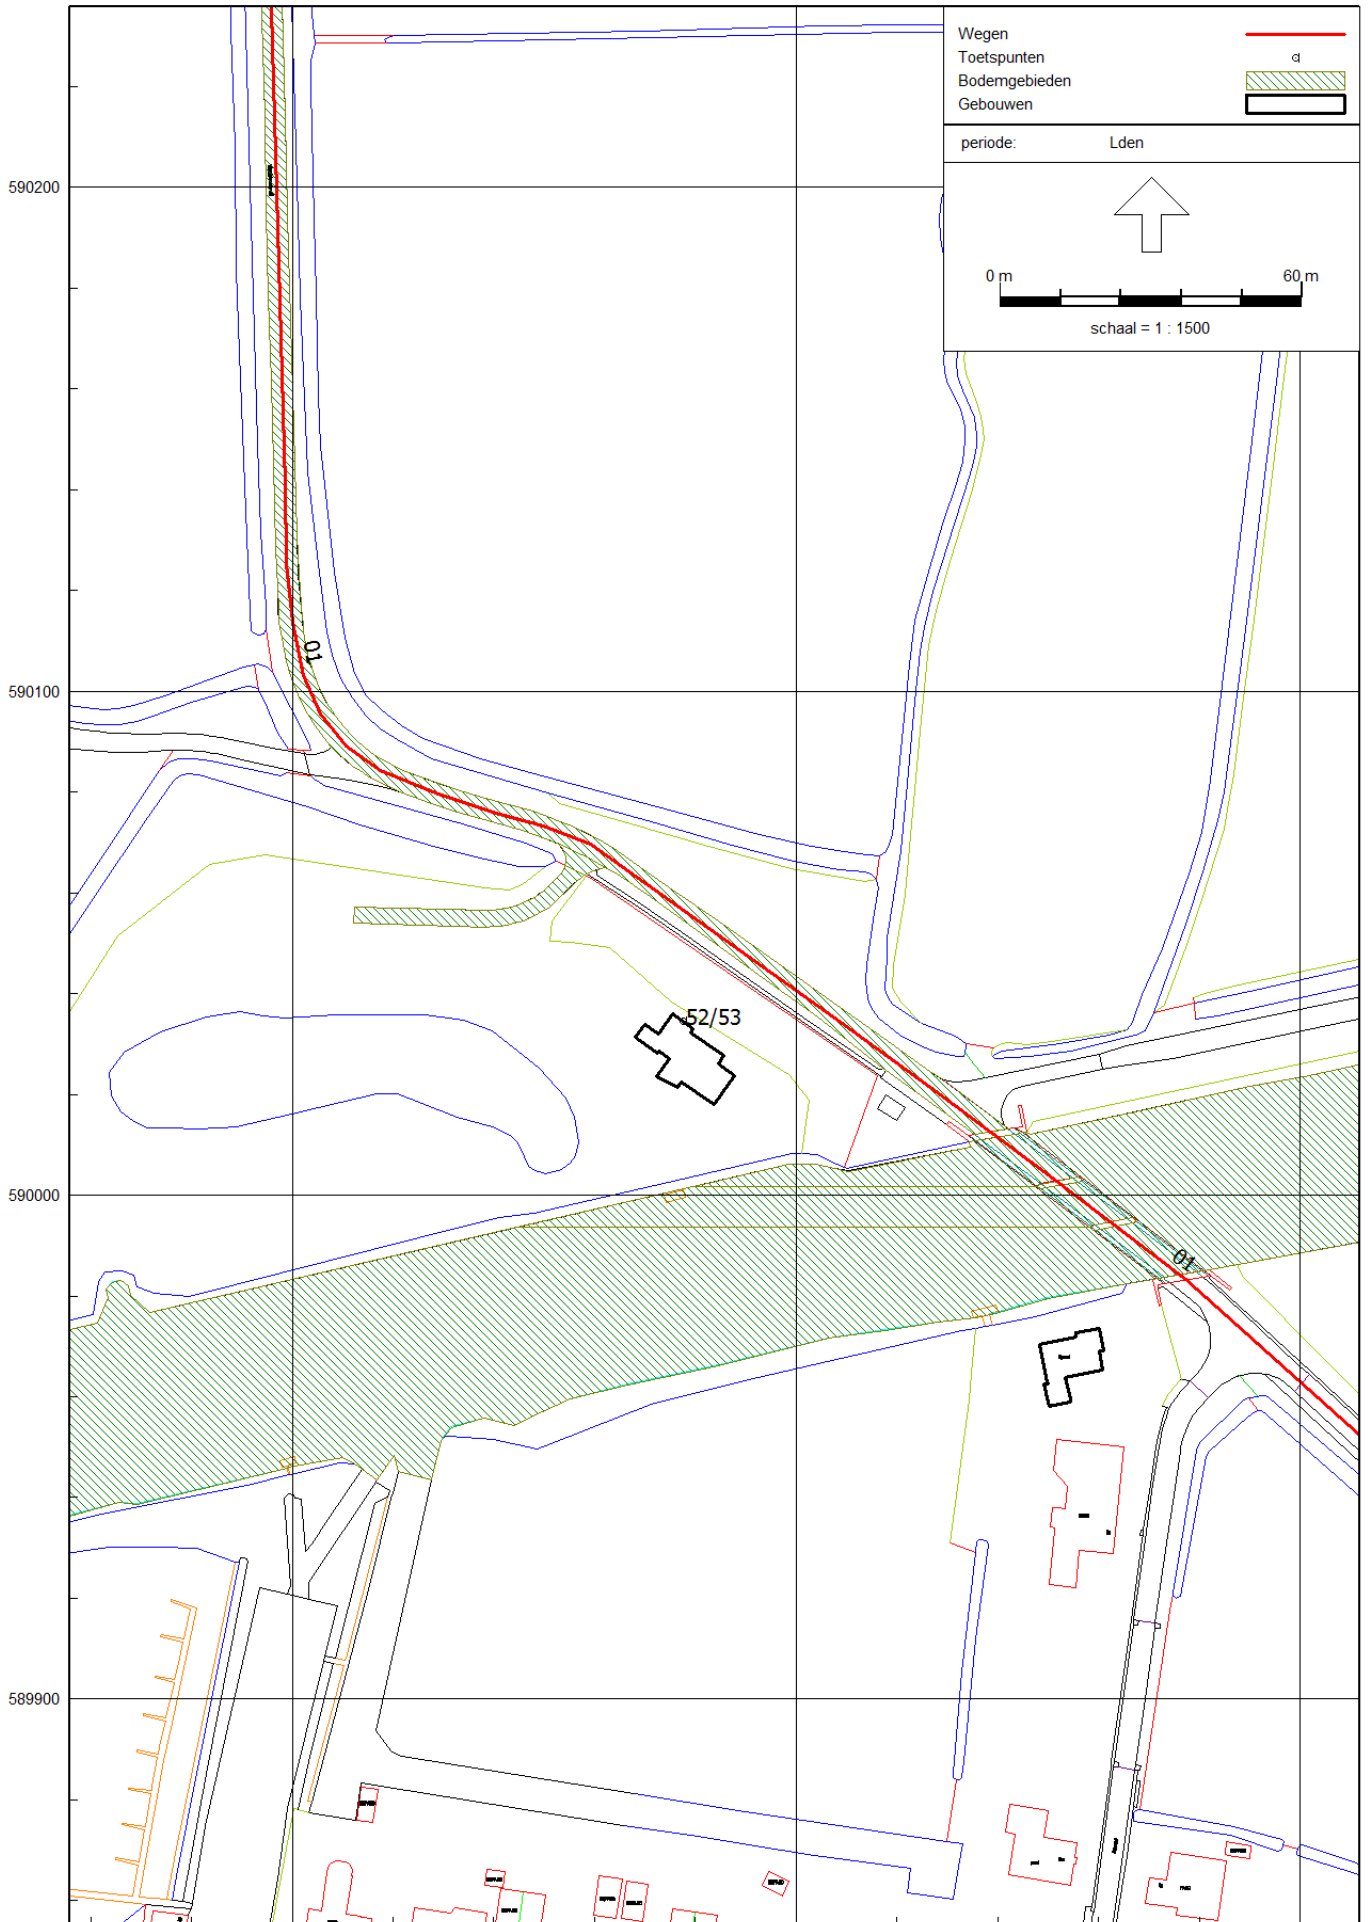 Wegen
Toetspunten
Bodemgebieden
Gebouwen
periode: Lden
590200
0 m 60 m
schaal = 1 : 1500
01
590100
52/53
590000
01
589900